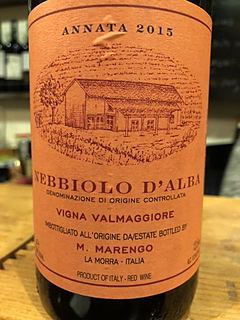 ANNATA 2015
NEBBIOLO D'ALBA
DENOMINAZIONE DI ORIGINE CONTROLLATA
VIGNA VALMAGGIORE
IMBOTTIGLIATO ALL'ORIGINE DA/ESTATE BOTTLED BY
M. MARENGO
LA MORRA - ITALIA
PRODUCT OF ITALY - RED WINE